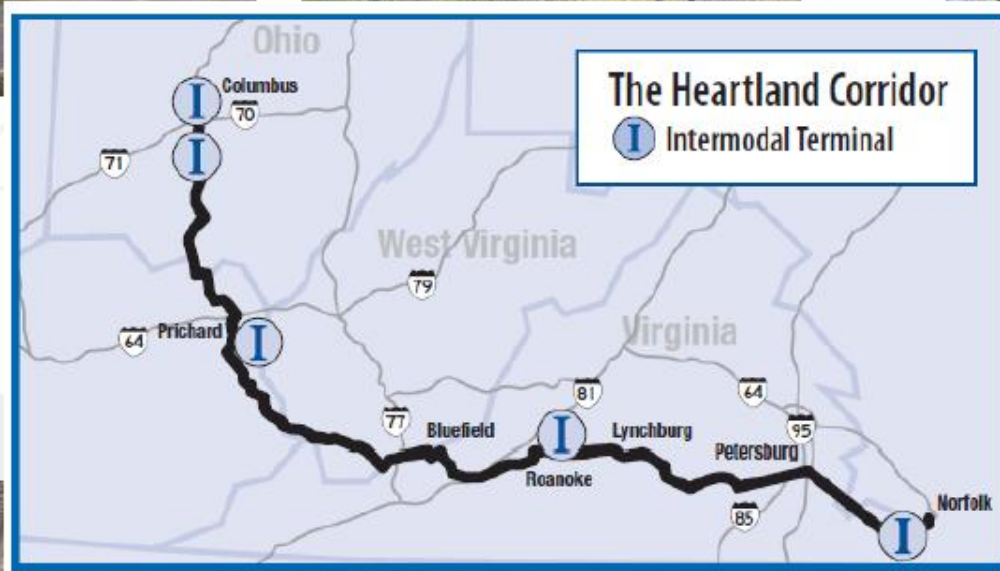 Ohio
The Heartland Corridor
I Intermodal Terminal
I Columbus
70
I
71
West Virginia
79
Virginia
64
Prichard
I
81
64
77
95
Bluefield
I
Lynchburg
Petersburg
Roanoke
85
Norfolk
I